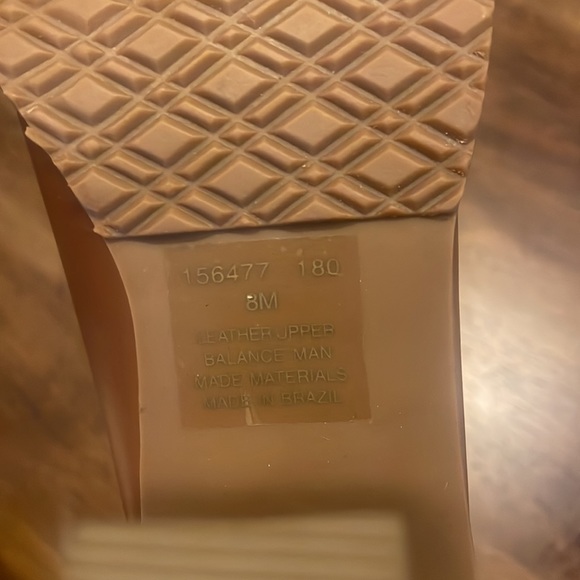 156477 180
8M
LEATHER UPPER
BALANCE MAN
MADE MATERIALS
MADE IN BRAZIL